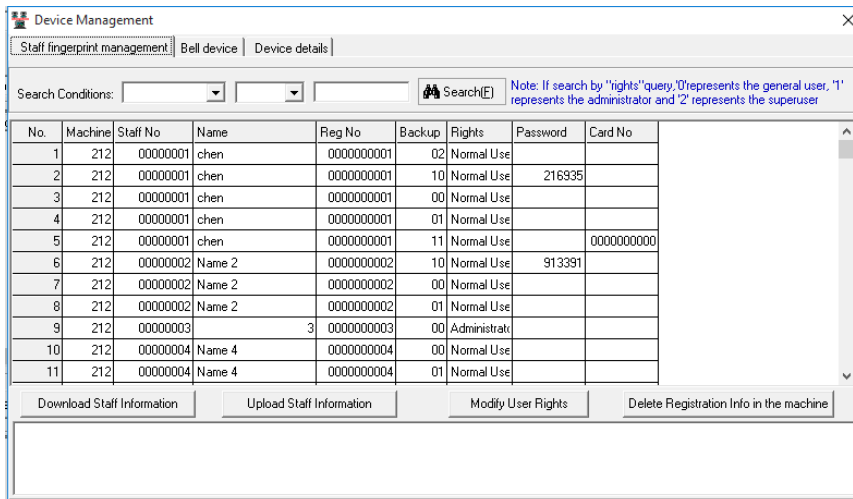 Device Management
Staff fingerprint management Bell device Device details
Search Conditions: Search(F) Note: If search by "rights"query,'0'represents the general user, '1'
represents the administrator and '2' represents the superuser
No. Machine Staff No Name Reg No Backup Rights Password Card No
1 212 00000001 chen 0000000001 02 Normal Use
2 212 00000001 chen 0000000001 10 Normal Use 216935
3 212 00000001 chen 0000000001 00 Normal Use
4 212 00000001 chen 0000000001 01 Normal Use
5 212 00000001 chen 0000000001 11 Normal Use 0000000000
6 212 00000002 Name 2 0000000002 10 Normal Use 913391
7 212 00000002 Name 2 0000000002 00 Normal Use
8 212 00000002 Name 2 0000000002 01 Normal Use
9 212 00000003 3 0000000003 00 Administrat
10 212 00000004 Name 4 0000000004 00 Normal Use
11 212 00000004 Name 4 0000000004 01 Normal Use
Download Staff Information Upload Staff Information Modify User Rights Delete Registration Info in the machine